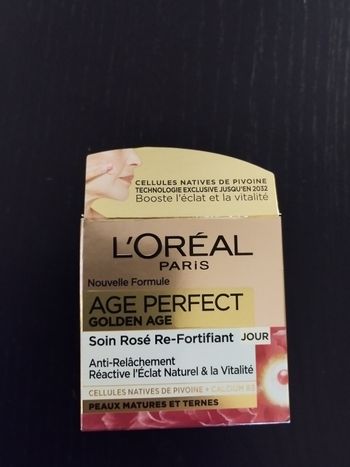 CELLULES NATIVES DE PIVOINE
TECHNOLOGIE EXCLUSIVE JUSQU'EN 2032
Booste l'éclat et la vitalité
L'ORÉAL
PARIS
Nouvelle Formule
AGE PERFECT
GOLDEN AGE
Soin Rosé Re-Fortifiant JOUR
Anti-Relâchement
Réactive l'Éclat Naturel & la Vitalité
CELLULES NATIVES DE PIVOINE + CALCIUM B5
PEAUX MATURES ET TERNES